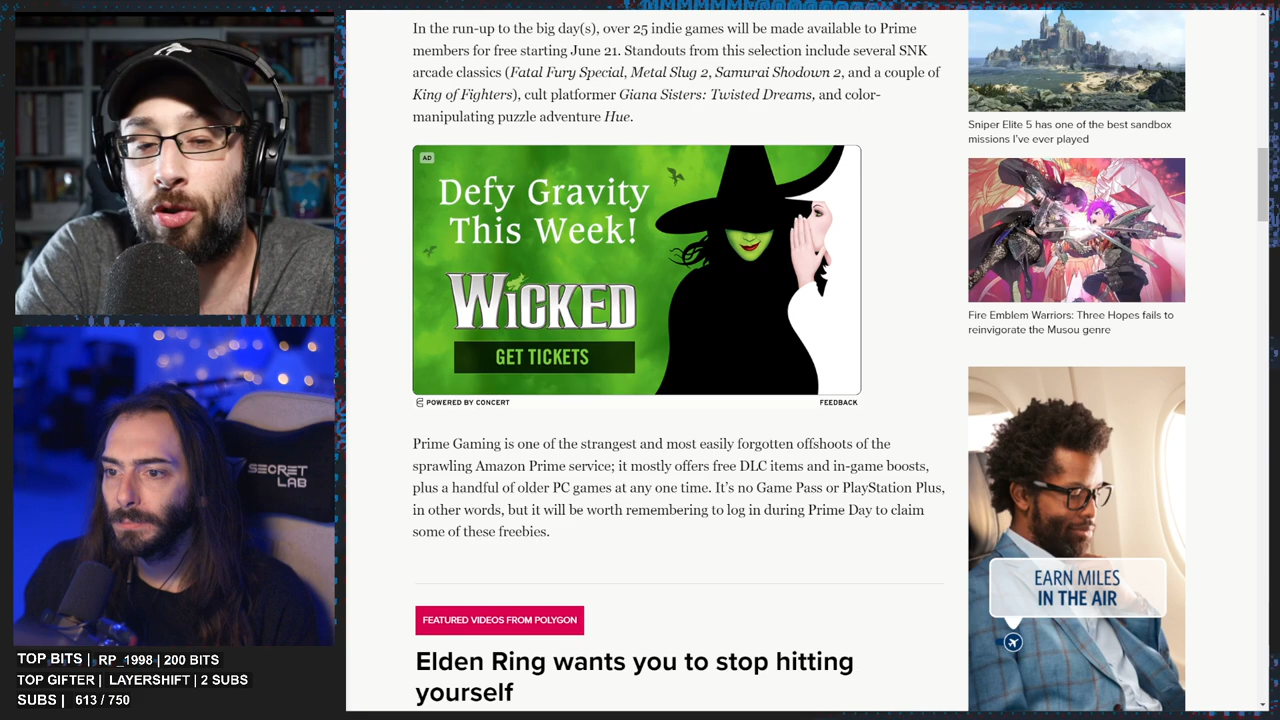 In the run-up to the big day(s), over 25 indie games will be made available to Prime
members for free starting June 21. Standouts from this selection include several SNK
arcade classics (Fatal Fury Special, Metal Slug 2, Samurai Shodown 2, and a couple of
King of Fighters), cult platformer Giana Sisters: Twisted Dreams, and color-
manipulating puzzle adventure Hue.
AD
Defy Gravity
This Week!
WICKED
GET TICKETS
POWERED BY CONCERT
FEEDBACK
Prime Gaming is one of the strangest and most easily forgotten offshoots of the
sprawling Amazon Prime service; it mostly offers free DLC items and in-game boosts,
plus a handful of older PC games at any one time. It's no Game Pass or PlayStation Plus,
in other words, but it will be worth remembering to log in during Prime Day to claim
some of these freebies.
FEATURED VIDEOS FROM POLYGON
Elden Ring wants you to stop hitting
yourself
Sniper Elite 5 has one of the best sandbox
missions I've ever played
Fire Emblem Warriors: Three Hopes fails to
reinvigorate the Musou genre
EARN MILES
IN THE AIR
SECRET
LAB
TOP BITS | RP_1998 | 200 BITS
TOP GIFTER | LAYERSHIFT | 2 SUBS
SUBS | 613 / 750